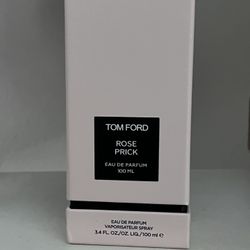 TOM FORD
ROSE
PRICK
EAU DE PARFUM
100 ML
EAU DE PARFUM
VAPORISATEUR SPRAY
3.4 FL. OZ./OZ. LIQ./100 ml ℮